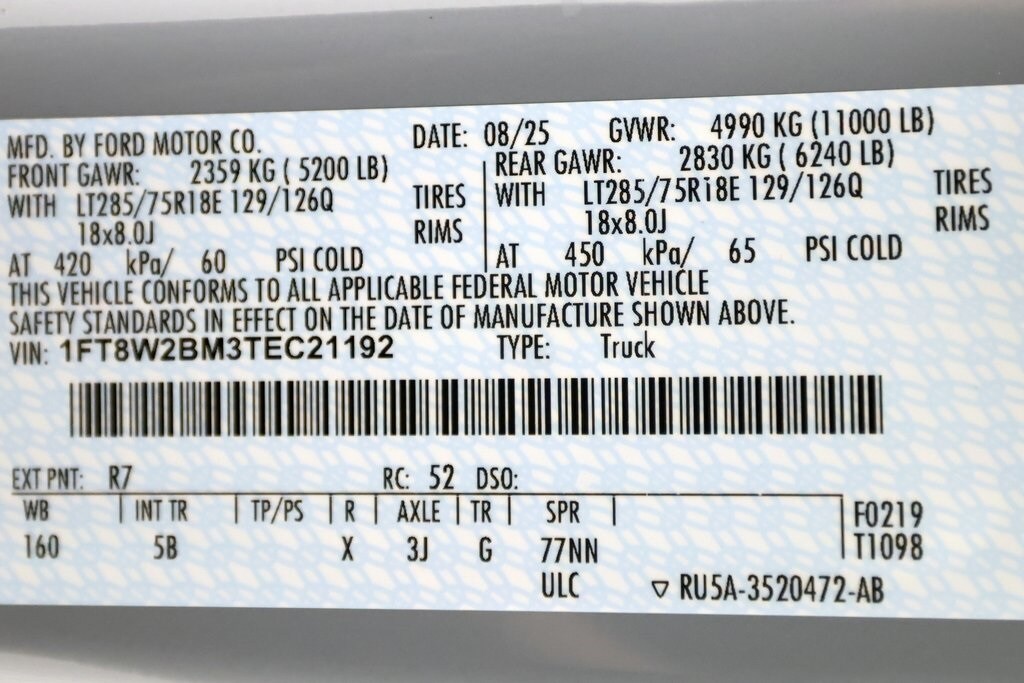 MFD. BY FORD MOTOR CO. DATE: 08/25 GVWR: 4990 KG (11000 LB)
FRONT GAWR: 2359 KG ( 5200 LB) REAR GAWR: 2830 KG ( 6240 LB)
WITH LT285/75R18E 129/126Q TIRES WITH LT285/75R18E 129/126Q TIRES
18x8.0J RIMS 18x8.0J RIMS
AT 420 kPa/ 60 PSI COLD AT 450 kPa/ 65 PSI COLD
THIS VEHICLE CONFORMS TO ALL APPLICABLE FEDERAL MOTOR VEHICLE
SAFETY STANDARDS IN EFFECT ON THE DATE OF MANUFACTURE SHOWN ABOVE.
VIN: 1FT8W2BM3TEC21192 TYPE: Truck
EXT PNT: R7 RC: 52 DSO:
WB INT TR TP/PS R AXLE TR SPR F0219
160 5B X 3J G 77NN T1098
ULC ▽ RU5A-3520472-AB